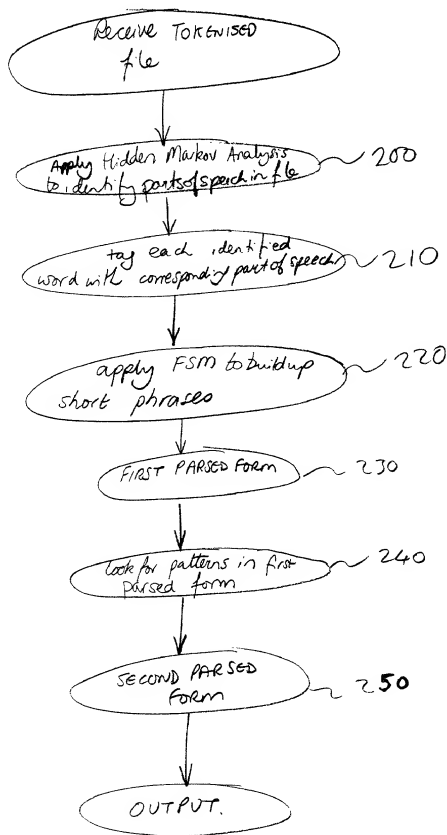 Receive TOKENISED
file
Apply Hidden Markov Analysis
to identify parts of speech in file
200
tag each identified
word with corresponding part of speech
210
apply FSM to build up
short phrases
220
FIRST PARSED FORM
230
look for patterns in first
parsed form
240
SECOND PARSED
FORM
250
OUTPUT.